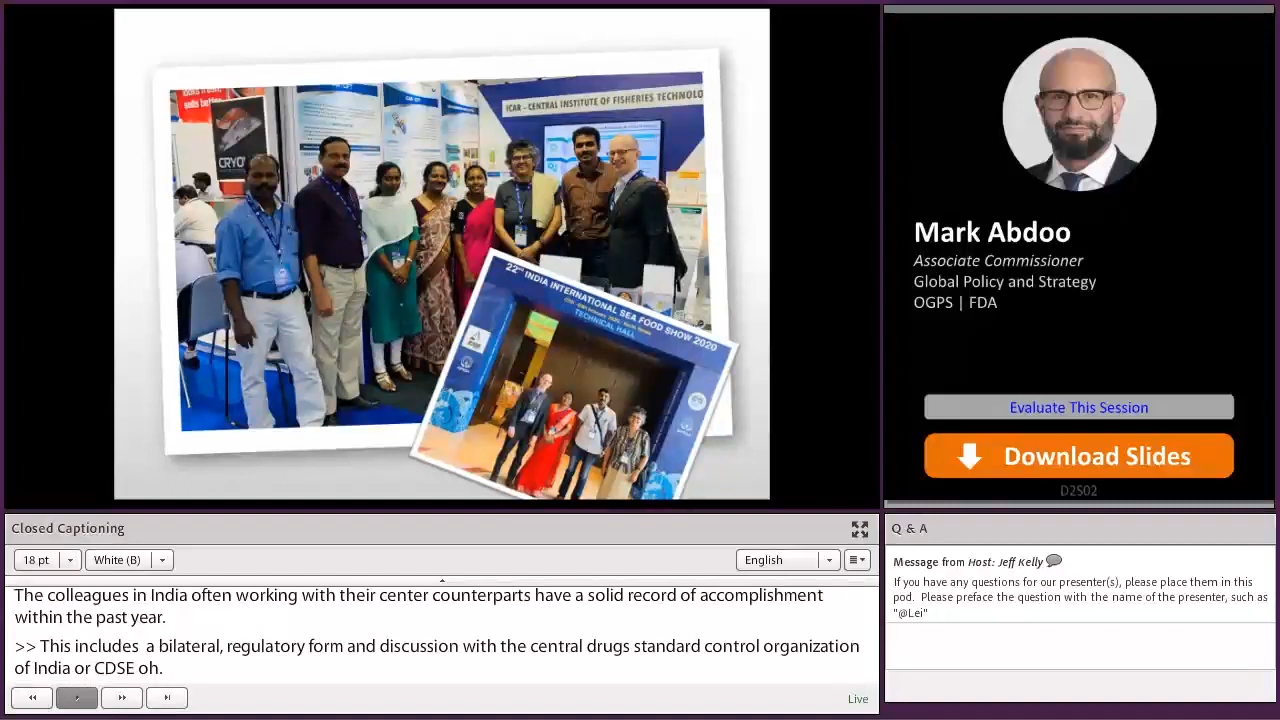 looks fresh,
sells better.
CRYO
ICAR - CENTRAL INSTITUTE OF FISHERIES TECHNOLO
22nd INDIA INTERNATIONAL SEA FOOD SHOW 2020
TECHNICAL HALL
Mark Abdoo
Associate Commissioner
Global Policy and Strategy
OGPS | FDA
Evaluate This Session
Download Slides
D2S02
Closed Captioning
18 pt
White (B)
English
The colleagues in India often working with their center counterparts have a solid record of accomplishment
within the past year.
>> This includes  a bilateral, regulatory form and discussion with the central drugs standard control organization
of India or CDSE oh.
Live
Q & A
Message from Host: Jeff Kelly
If you have any questions for our presenter(s), please place them in this
pod.  Please preface the question with the name of the presenter, such as
"@Lei"